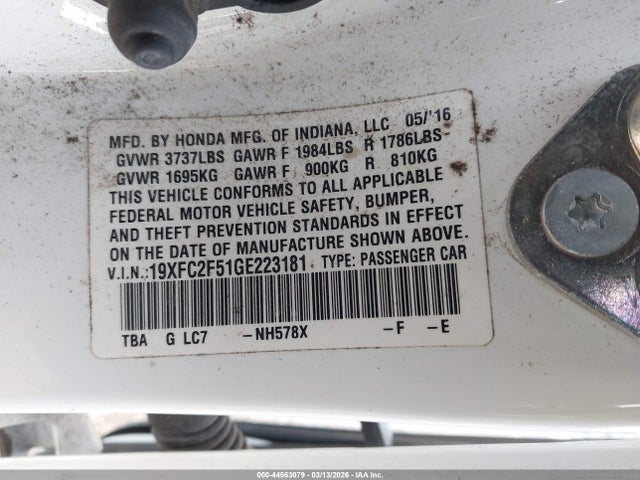 MFD. BY HONDA MFG. OF INDIANA, LLC 05/'16
GVWR 3737LBS GAWR F 1984LBS R 1786LBS
GVWR 1695KG GAWR F 900KG R 810KG
THIS VEHICLE CONFORMS TO ALL APPLICABLE
FEDERAL MOTOR VEHICLE SAFETY, BUMPER,
AND THEFT PREVENTION STANDARDS IN EFFECT
ON THE DATE OF MANUFACTURE SHOWN ABOVE.
V.I.N.:19XFC2F51GE223181 TYPE: PASSENGER CAR
TBA G LC7 -NH578X -F -E
000-44563079 | 03/13/2026 - IAA Inc.